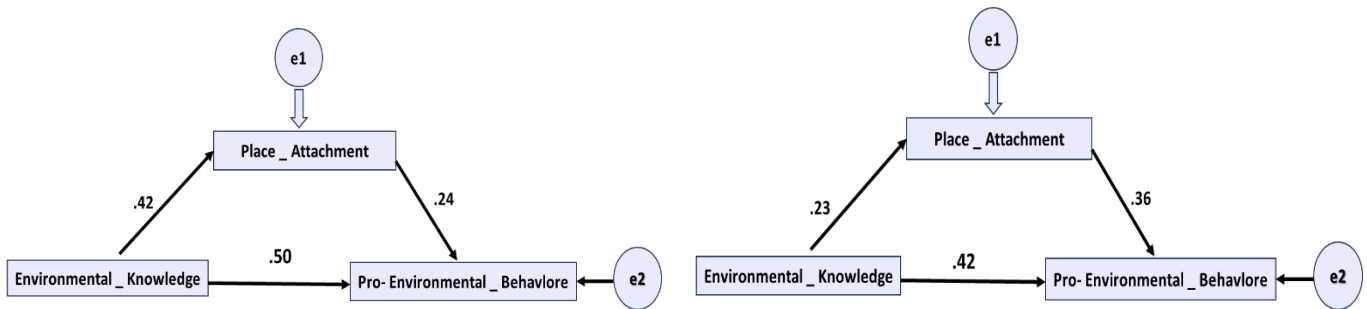 e1
Place _ Attachment
.42
.24
.50
Environmental _ Knowledge
Pro- Environmental _ Behavlore
e2
e1
Place _ Attachment
.23
.36
.42
Environmental _ Knowledge
Pro- Environmental _ Behavlore
e2